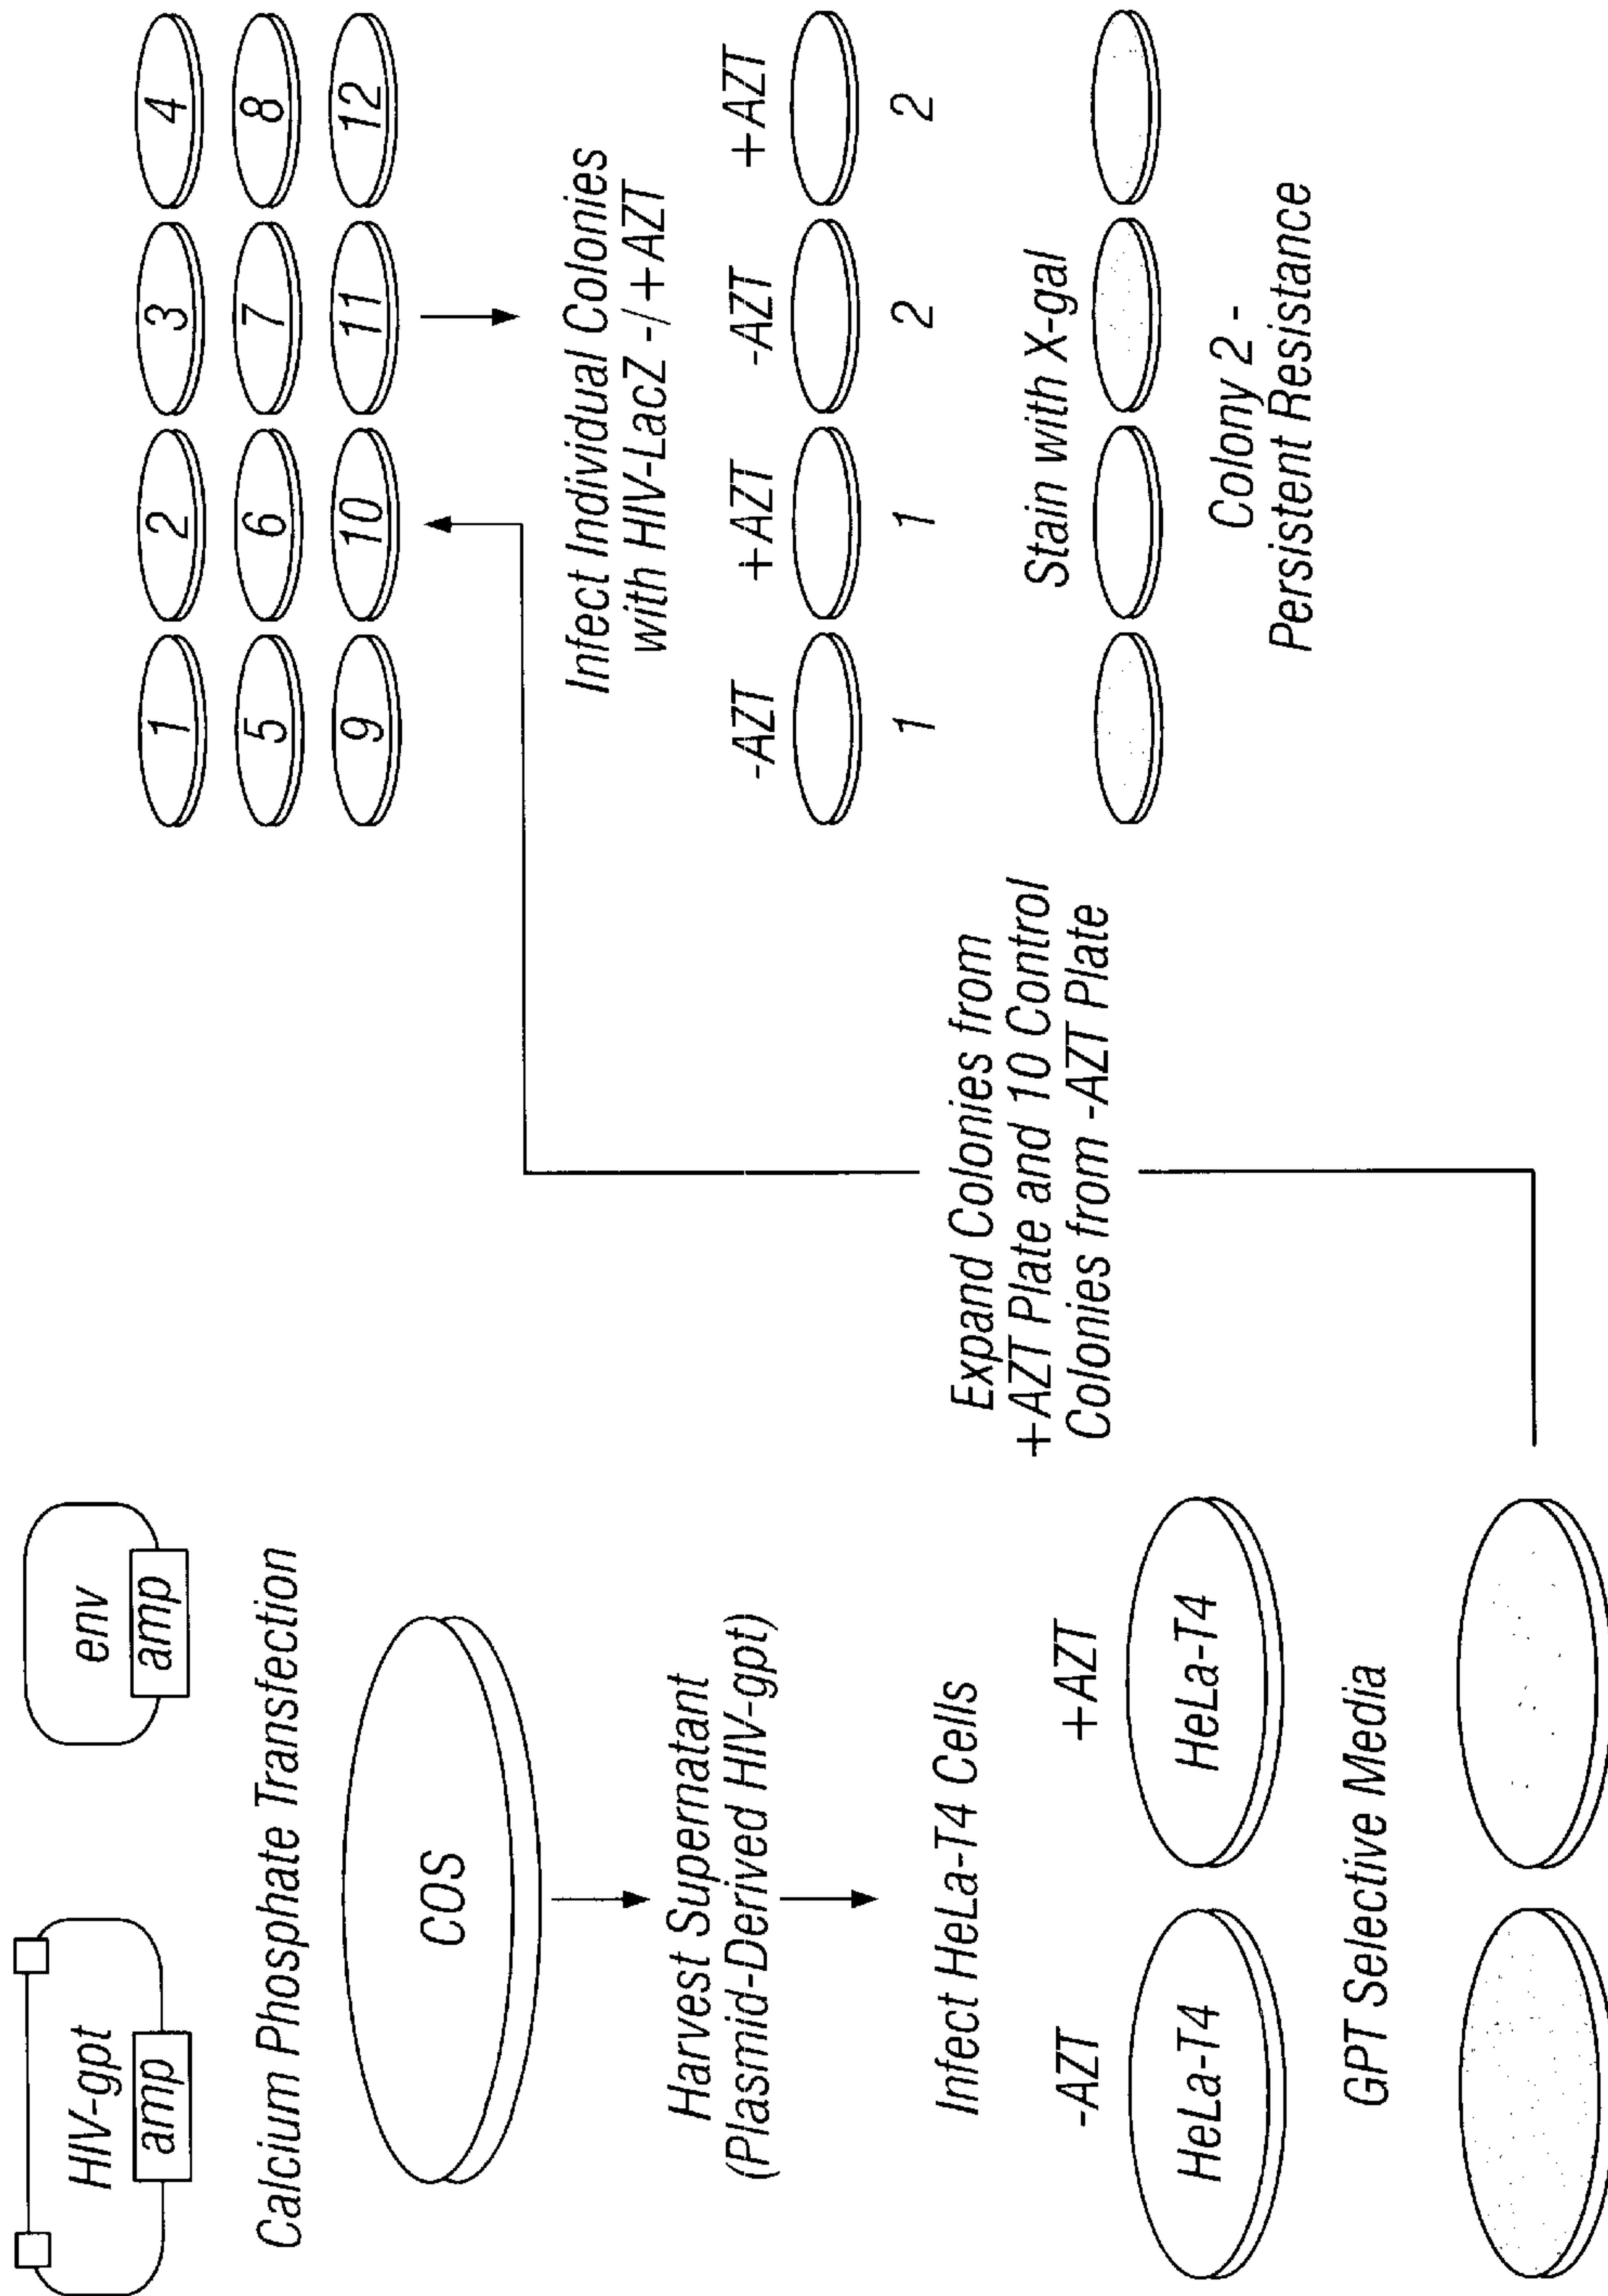 HIV-gpt
amp
env
amp
Calcium Phosphate Transfection
COS
Harvest Supernatant
(Plasmid-Derived HIV-gpt)
Infect HeLa-T4 Cells
-AZT
+AZT
HeLa-T4
HeLa-T4
GPT Selective Media
Expand Colonies from
+AZT Plate and 10 Control
Colonies from -AZT Plate
1 2 3 4
5 6 7 8
9 10 11 12
Infect Individual Colonies
with HIV-LacZ -/+AZT
-AZT +AZT -AZT +AZT
1 1 2 2
Stain with X-gal
Colony 2 -
Persistent Resistance